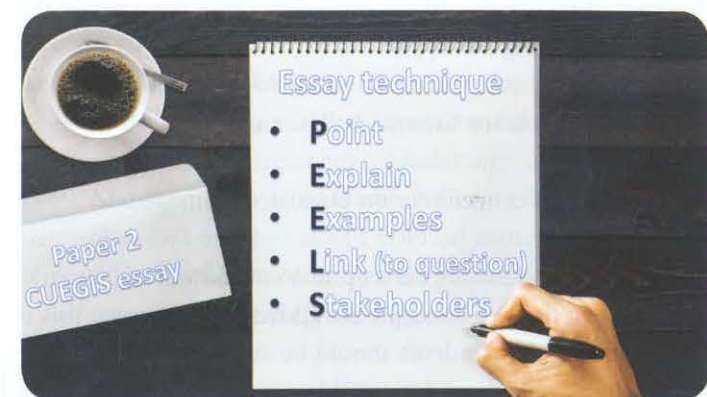 Essay technique
• Point
• Explain
• Examples
• Link (to question)
• Stakeholders
Paper 2
CUEGIS essay